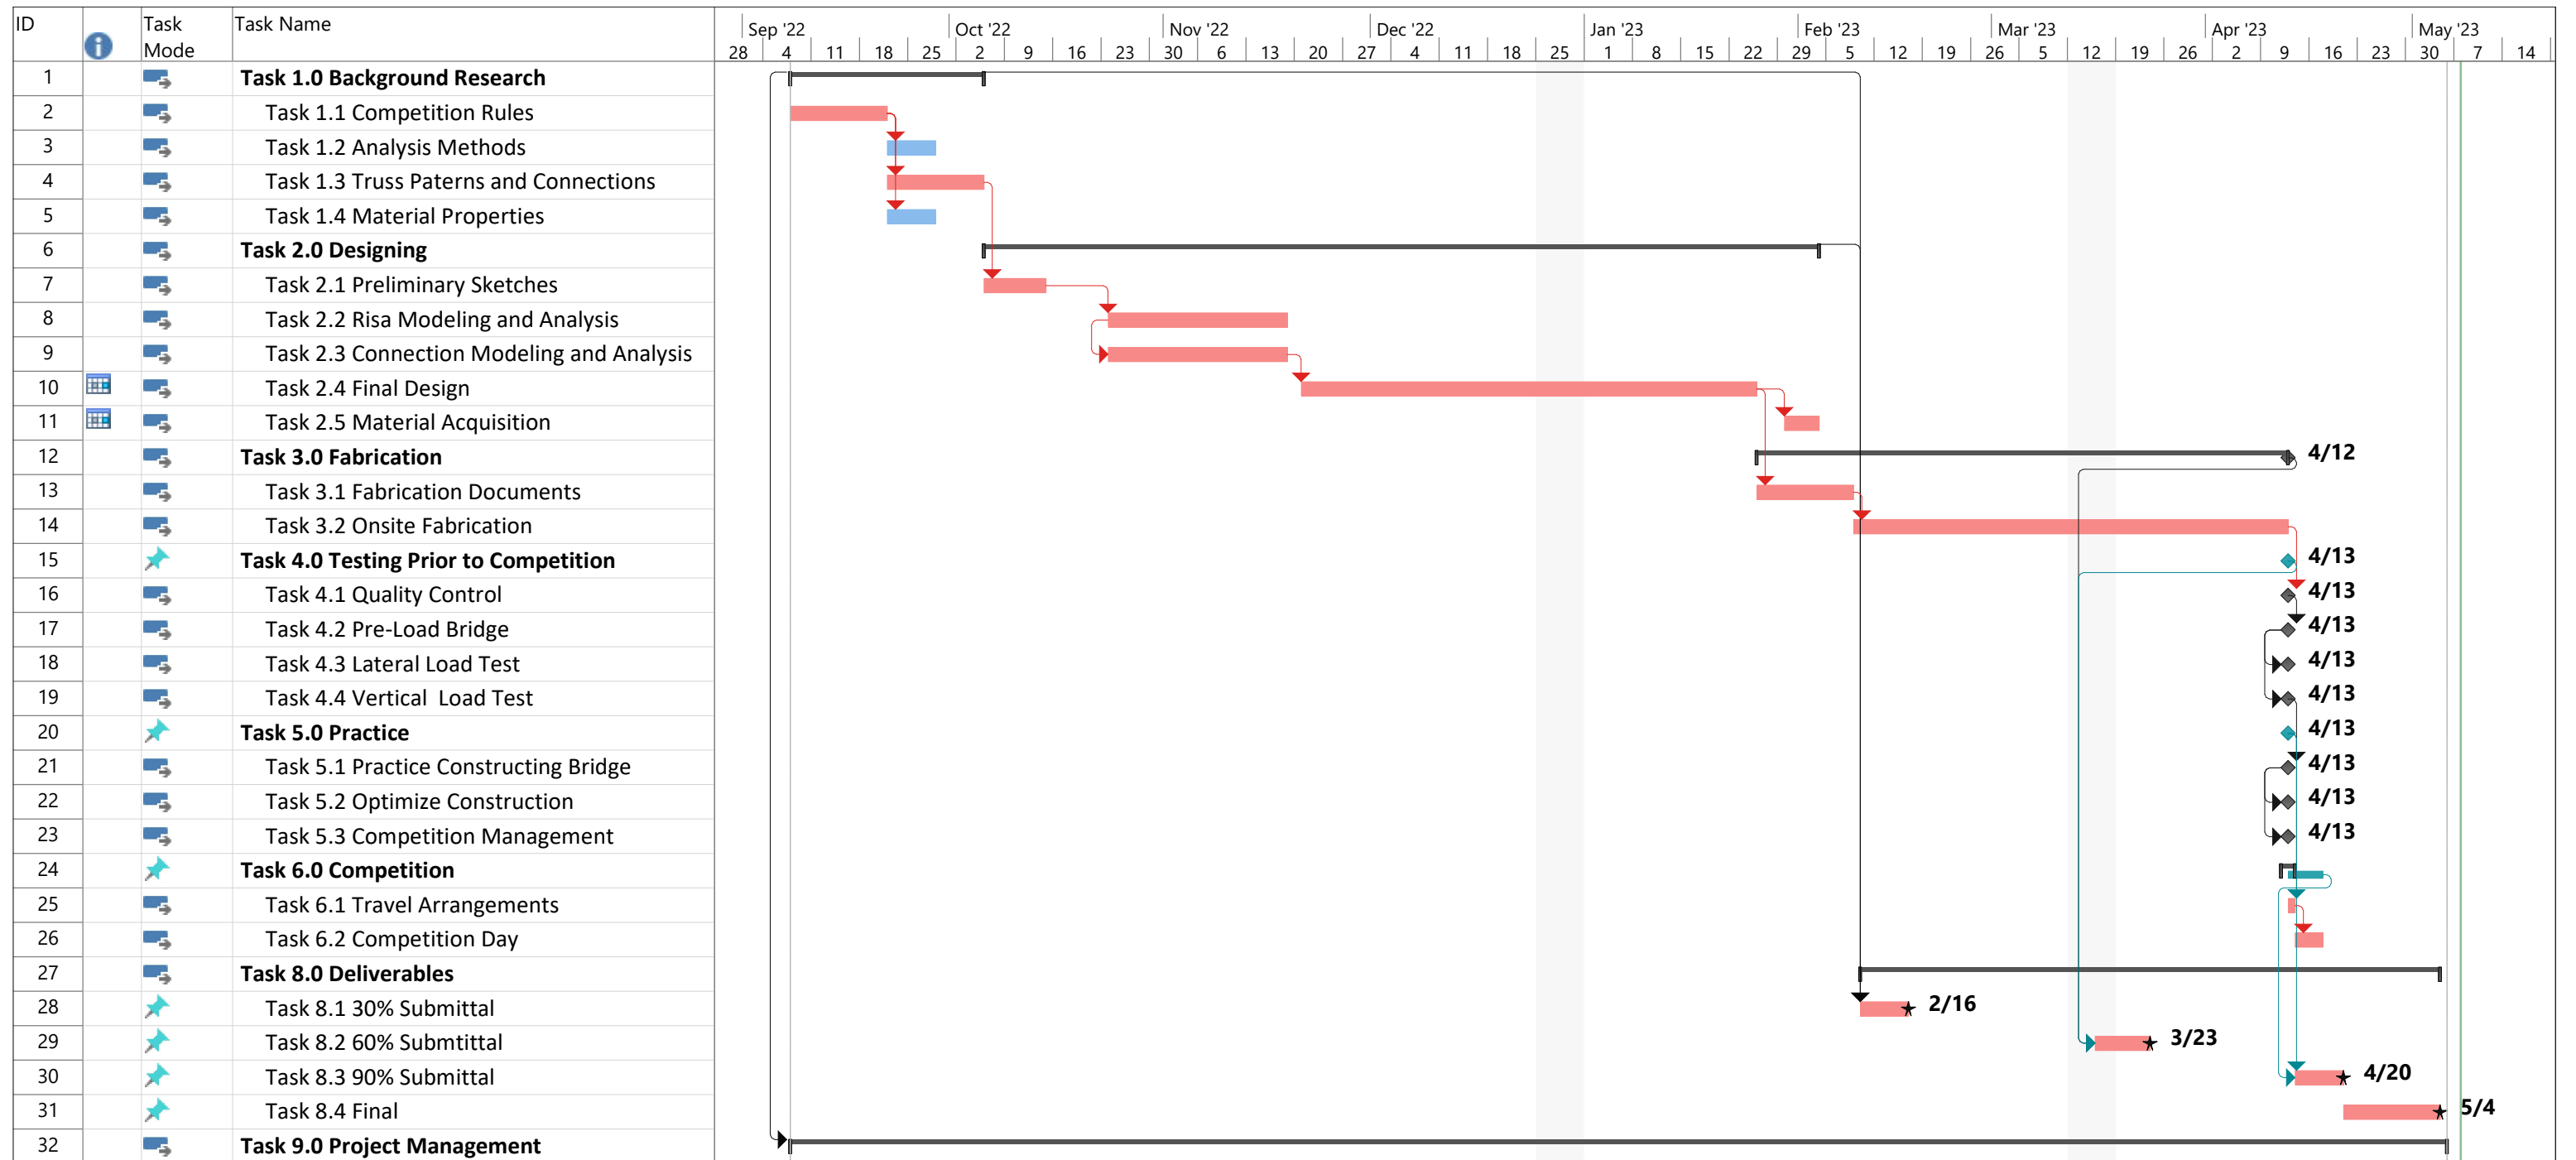 ID Task Mode Task Name
Sep '22 Oct '22 Nov '22 Dec '22 Jan '23 Feb '23 Mar '23 Apr '23 May '23
28 4 11 18 25 2 9 16 23 30 6 13 20 27 4 11 18 25 1 8 15 22 29 5 12 19 26 5 12 19 26 2 9 16 23 30 7 14
1 Task 1.0 Background Research
2 Task 1.1 Competition Rules
3 Task 1.2 Analysis Methods
4 Task 1.3 Truss Paterns and Connections
5 Task 1.4 Material Properties
6 Task 2.0 Designing
7 Task 2.1 Preliminary Sketches
8 Task 2.2 Risa Modeling and Analysis
9 Task 2.3 Connection Modeling and Analysis
10 Task 2.4 Final Design
11 Task 2.5 Material Acquisition
12 Task 3.0 Fabrication 4/12
13 Task 3.1 Fabrication Documents
14 Task 3.2 Onsite Fabrication
15 Task 4.0 Testing Prior to Competition 4/13
16 Task 4.1 Quality Control 4/13
17 Task 4.2 Pre-Load Bridge 4/13
18 Task 4.3 Lateral Load Test 4/13
19 Task 4.4 Vertical  Load Test 4/13
20 Task 5.0 Practice 4/13
21 Task 5.1 Practice Constructing Bridge 4/13
22 Task 5.2 Optimize Construction 4/13
23 Task 5.3 Competition Management 4/13
24 Task 6.0 Competition
25 Task 6.1 Travel Arrangements
26 Task 6.2 Competition Day
27 Task 8.0 Deliverables
28 Task 8.1 30% Submittal 2/16
29 Task 8.2 60% Submtittal 3/23
30 Task 8.3 90% Submittal 4/20
31 Task 8.4 Final 5/4
32 Task 9.0 Project Management